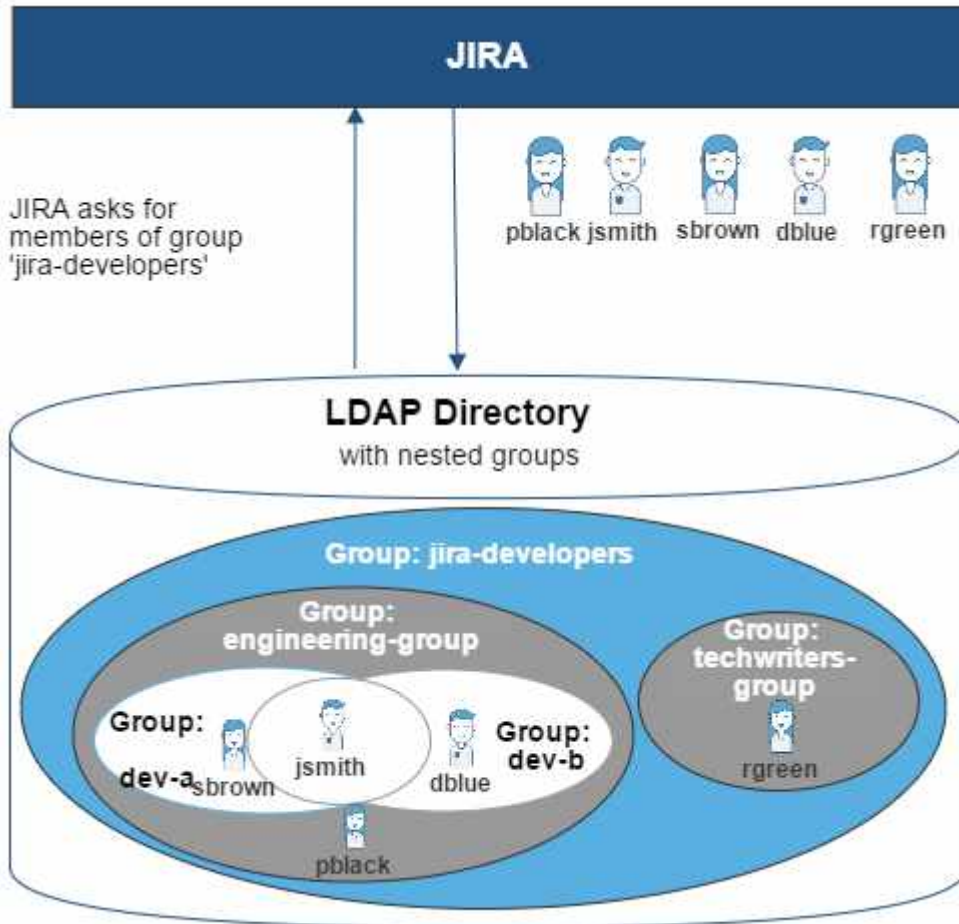 JIRA
JIRA asks for
members of group
'jira-developers'
pblack jsmith sbrown dblue rgreen
LDAP Directory
with nested groups
Group: jira-developers
Group:
engineering-group
Group:
techwriters-
group
Group:
dev-a
sbrown
jsmith
dblue
Group:
dev-b
rgreen
pblack